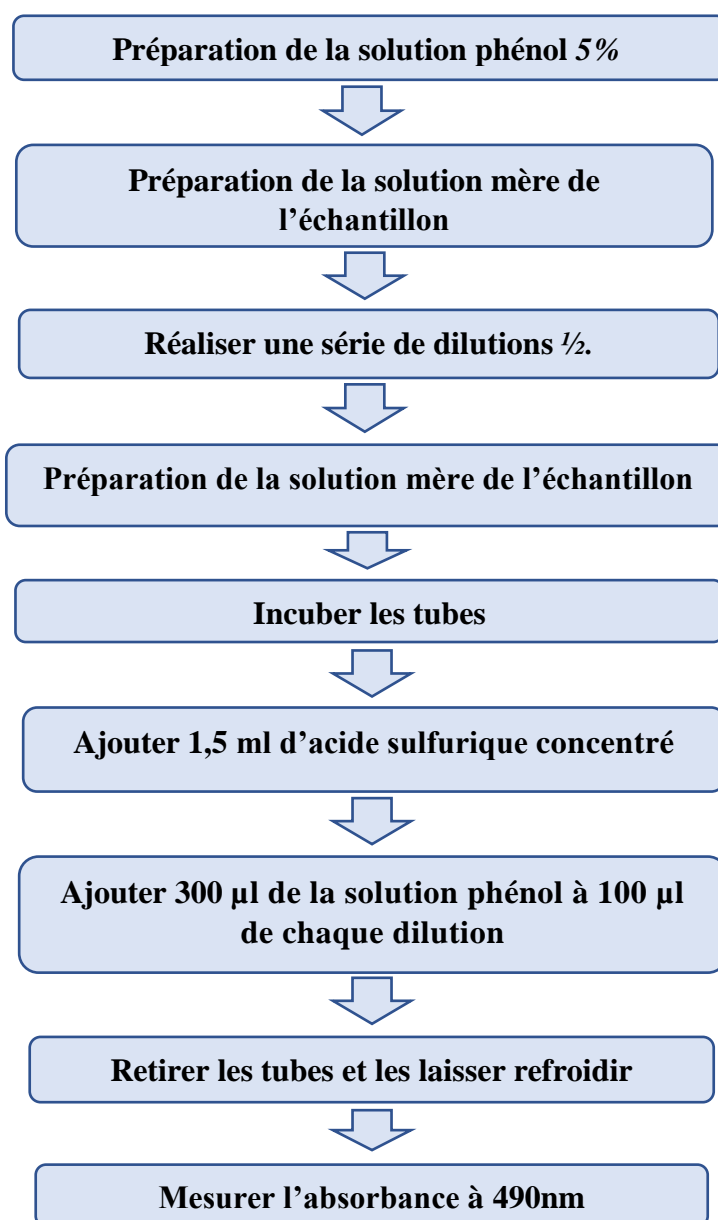 Préparation de la solution phénol 5%
Préparation de la solution mère de
l’échantillon
Réaliser une série de dilutions ½.
Préparation de la solution mère de l’échantillon
Incuber les tubes
Ajouter 1,5 ml d’acide sulfurique concentré
Ajouter 300 µl de la solution phénol à 100 µl
de chaque dilution
Retirer les tubes et les laisser refroidir
Mesurer l’absorbance à 490nm